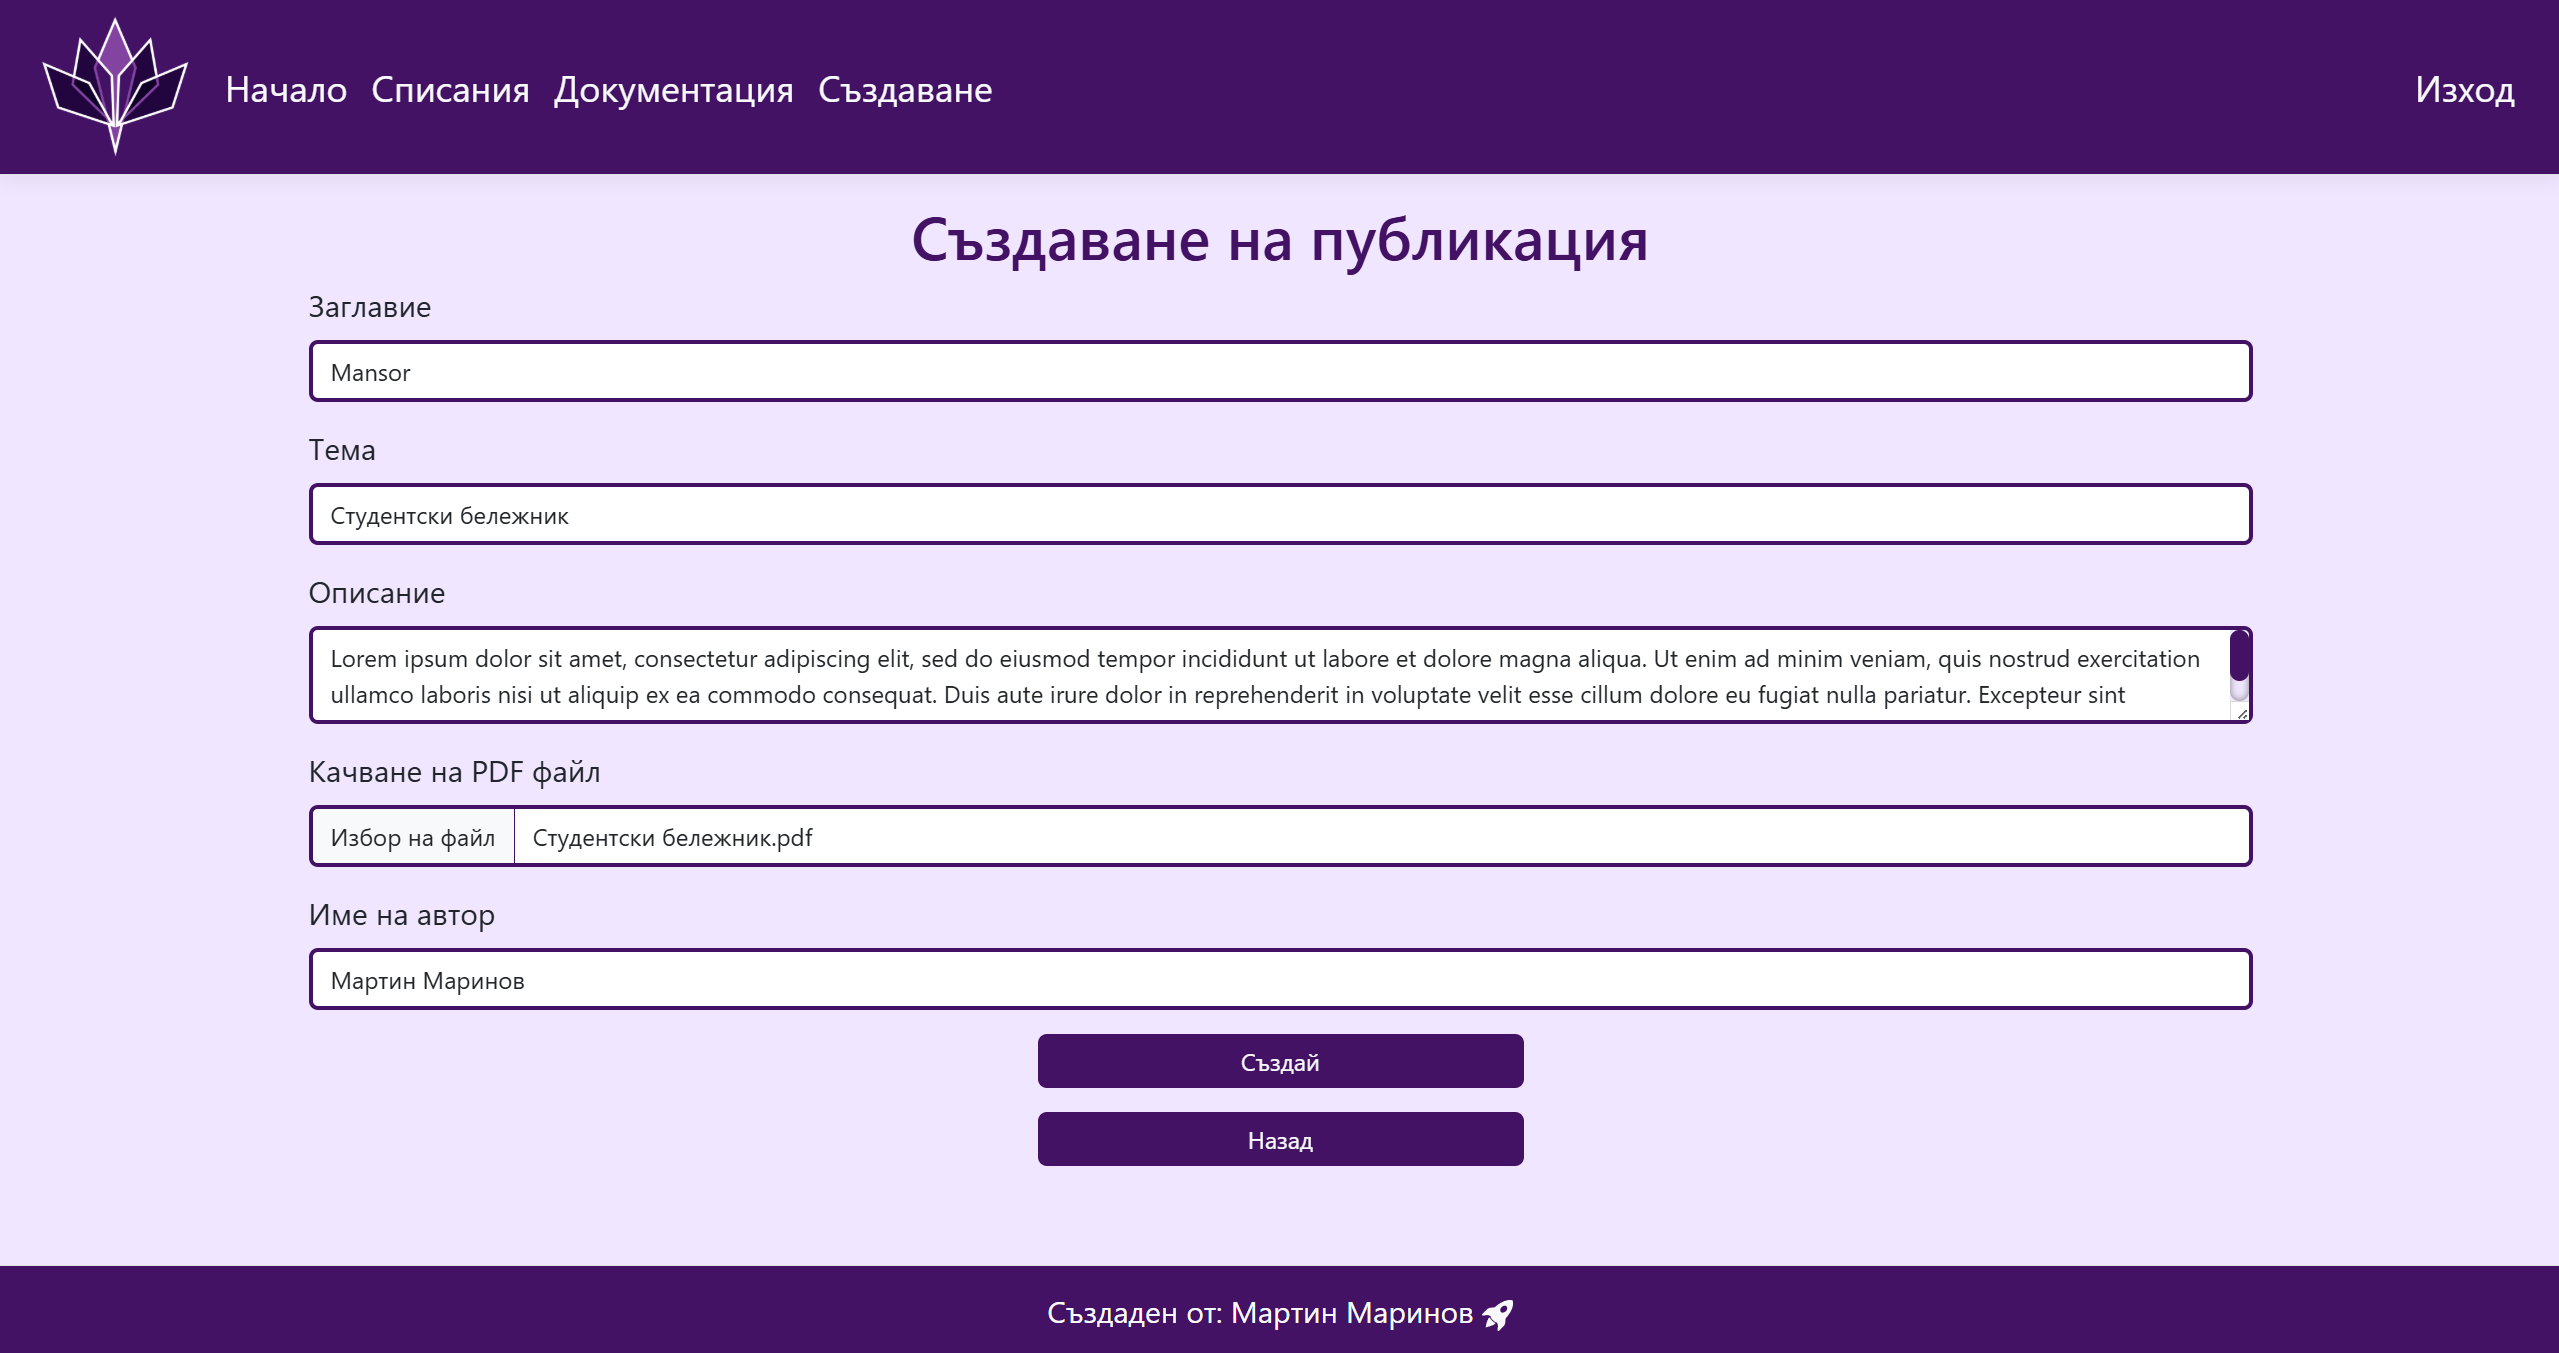 Начало Списания Документация Създаване Изход
Създаване на публикация
Заглавие
Mansor
Тема
Студентски бележник
Описание
Lorem ipsum dolor sit amet, consectetur adipiscing elit, sed do eiusmod tempor incididunt ut labore et dolore magna aliqua. Ut enim ad minim veniam, quis nostrud exercitation
ullamco laboris nisi ut aliquip ex ea commodo consequat. Duis aute irure dolor in reprehenderit in voluptate velit esse cillum dolore eu fugiat nulla pariatur. Excepteur sint
Качване на PDF файл
Избор на файл Студентски бележник.pdf
Име на автор
Мартин Маринов
Създай
Назад
Създаден от: Мартин Маринов